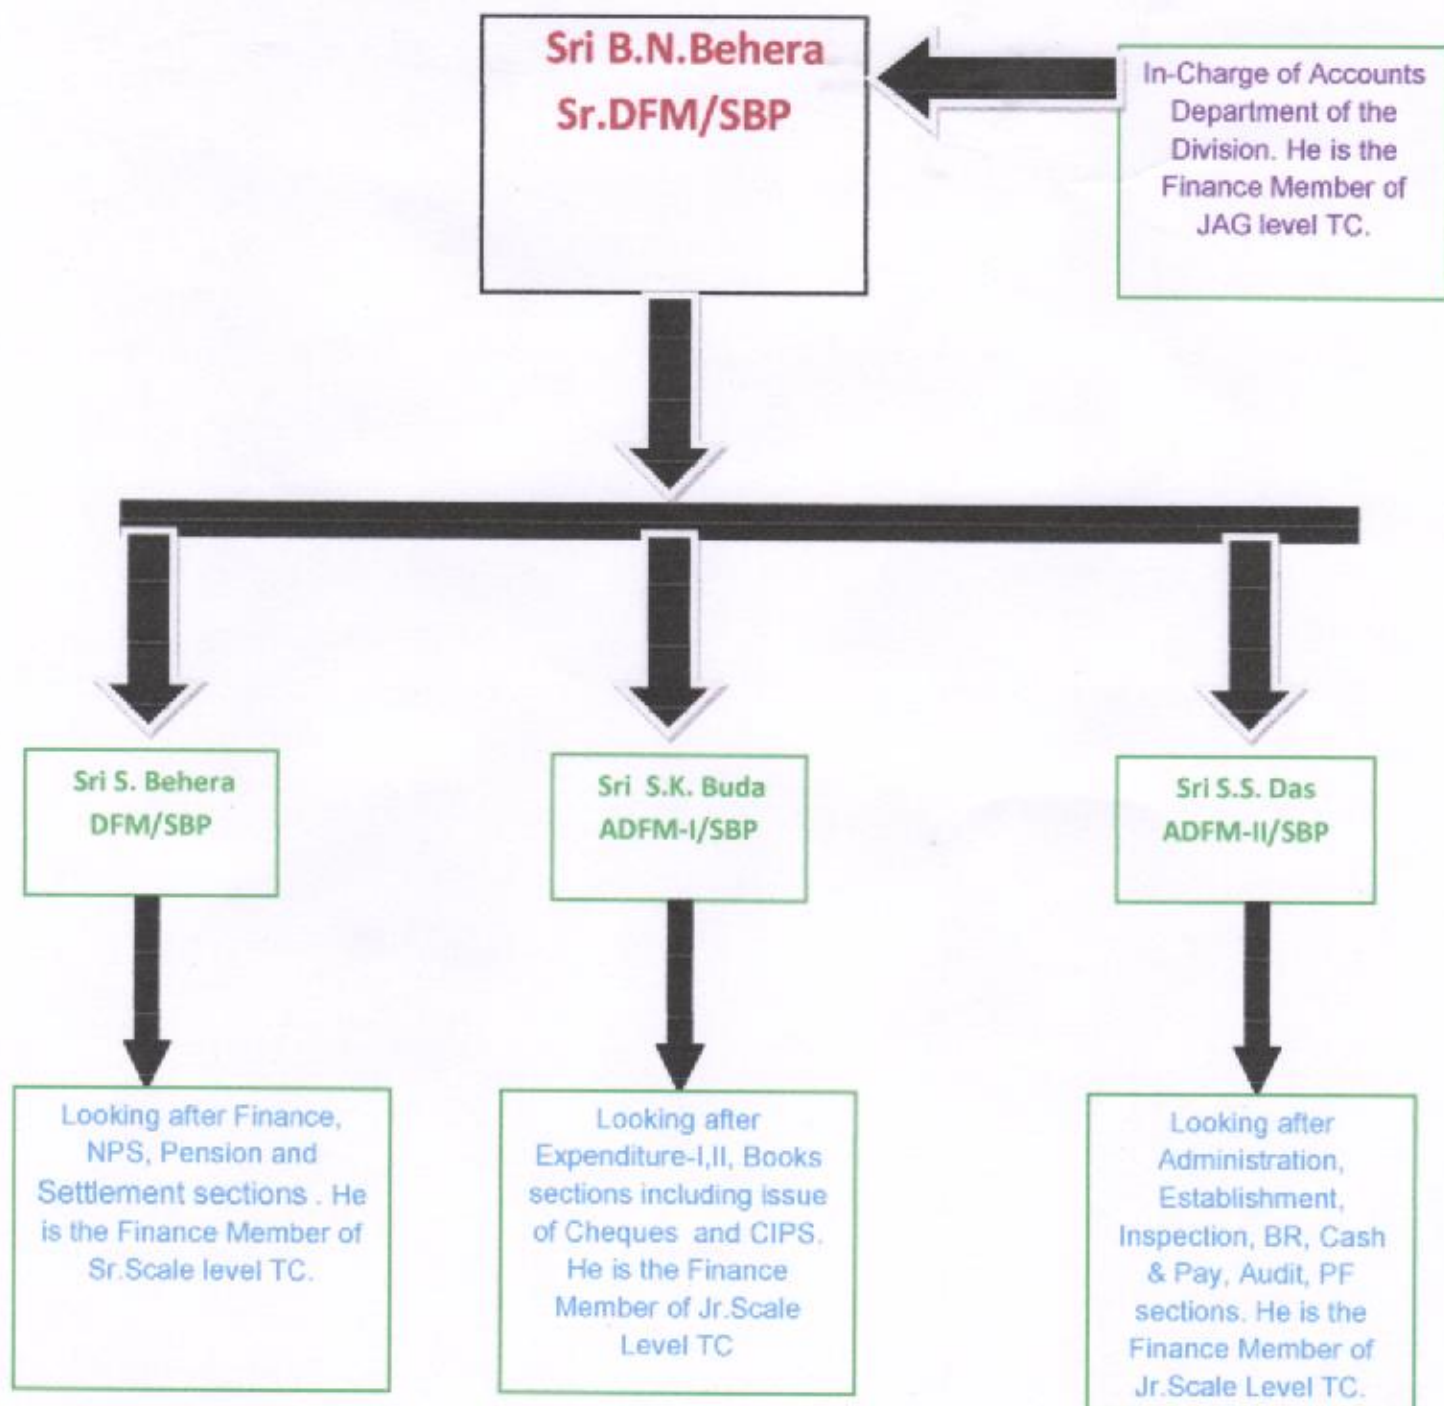 Sri B.N.Behera
Sr.DFM/SBP
In-Charge of Accounts
Department of the
Division. He is the
Finance Member of
JAG level TC.
Sri S. Behera
DFM/SBP
Sri S.K. Buda
ADFM-I/SBP
Sri S.S. Das
ADFM-II/SBP
Looking after Finance,
NPS, Pension and
Settlement sections . He
is the Finance Member of
Sr.Scale level TC.
Looking after
Expenditure-I,II, Books
sections including issue
of Cheques and CIPS.
He is the Finance
Member of Jr.Scale
Level TC
Looking after
Administration,
Establishment,
Inspection, BR, Cash
& Pay, Audit, PF
sections. He is the
Finance Member of
Jr.Scale Level TC.